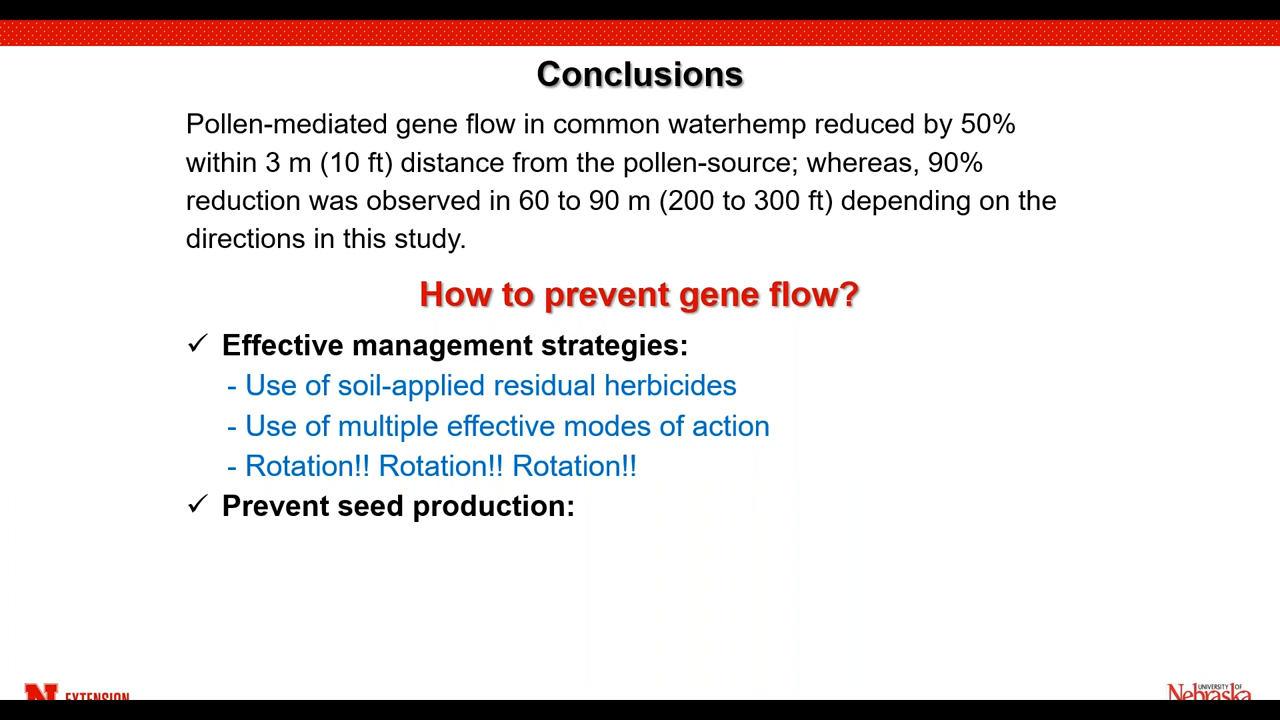 Conclusions
Pollen-mediated gene flow in common waterhemp reduced by 50%
within 3 m (10 ft) distance from the pollen-source; whereas, 90%
reduction was observed in 60 to 90 m (200 to 300 ft) depending on the
directions in this study.
How to prevent gene flow?
✓ Effective management strategies:
- Use of soil-applied residual herbicides
- Use of multiple effective modes of action
- Rotation!! Rotation!! Rotation!!
✓ Prevent seed production:
N EXTENSION
UNIVERSITY OF
Nebraska